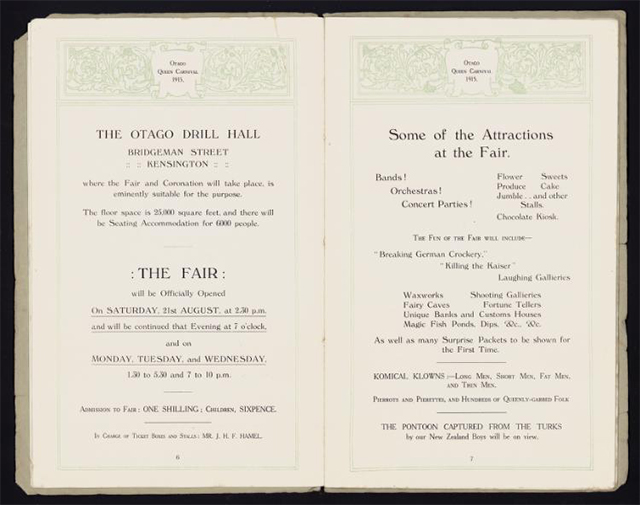 Otago
Queen Carnival
1915.
THE OTAGO DRILL HALL
BRIDGEMAN STREET
:: :: KENSINGTON :: ::
where the Fair and Coronation will take place, is
eminently suitable for the purpose.
The floor space is 25,000 square feet, and there will
be Seating Accommodation for 6000 people.
: THE FAIR :
will be Officially Opened
On SATURDAY, 21st AUGUST, at 2.30 p.m.
and will be continued that Evening at 7 o'clock,
and on
MONDAY, TUESDAY, and WEDNESDAY,
1.30 to 5.30 and 7 to 10 p.m.
Admission to Fair: ONE SHILLING; Children, SIXPENCE.
In Charge of Ticket Boxes and Stalls: MR. J. H. F. HAMEL.
6
Otago
Queen Carnival
1915.
Some of the Attractions
at the Fair.
Bands!
Orchestras!
Concert Parties!
Flower Sweets
Produce Cake
Jumble . . and other
Stalls.
Chocolate Kiosk.
The Fun of the Fair will include—
"Breaking German Crockery,"
"Killing the Kaiser"
Laughing Gallieries
Waxworks Shooting Gallieries
Fairy Caves Fortune Tellers
Unique Banks and Customs Houses
Magic Fish Ponds, Dips, &c., &c.
As well as many Surprise Packets to be shown for
the First Time.
KOMICAL KLOWNS :—Long Men, Short Men, Fat Men,
and Thin Men.
Pierrots and Pierettes, and Hundreds of Queenly-garbed Folk
THE PONTOON CAPTURED FROM THE TURKS
by our New Zealand Boys will be on view.
7